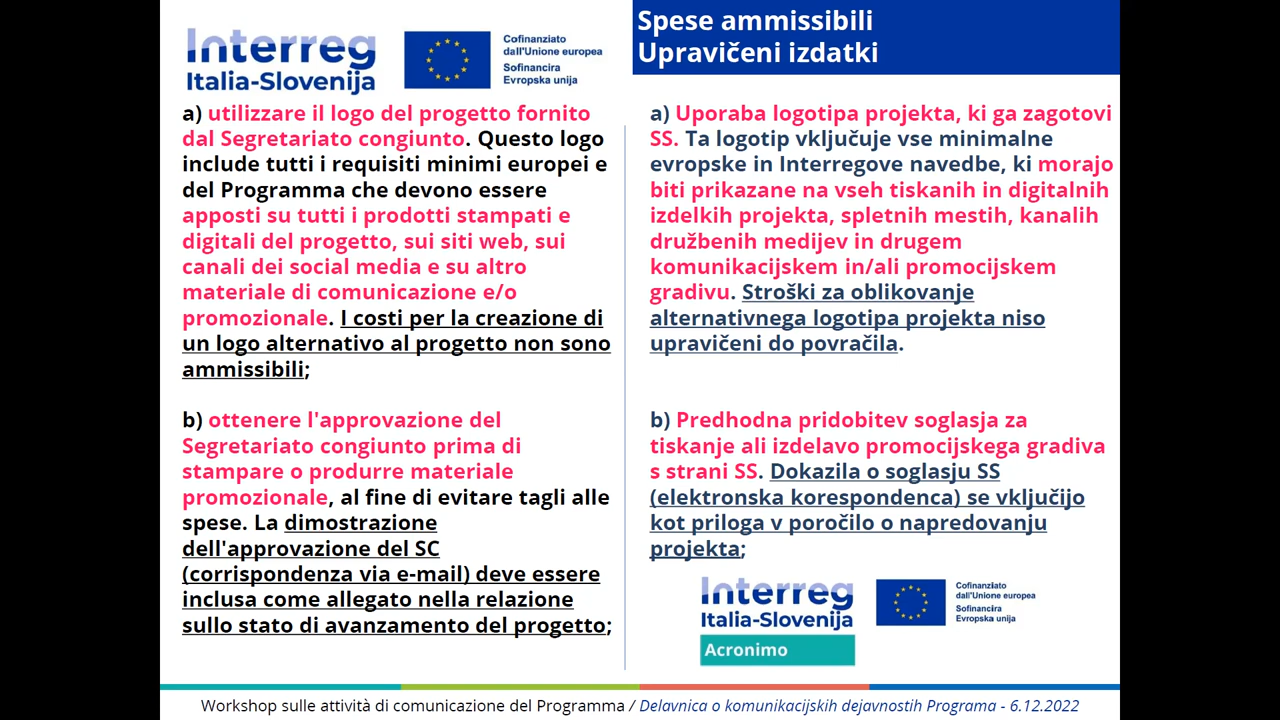 Interreg
Italia-Slovenija
Cofinanziato
dall'Unione europea
Sofinancira
Evropska unija
Spese ammissibili
Upravičeni izdatki
a) utilizzare il logo del progetto fornito
dal Segretariato congiunto. Questo logo
include tutti i requisiti minimi europei e
del Programma che devono essere
apposti su tutti i prodotti stampati e
digitali del progetto, sui siti web, sui
canali dei social media e su altro
materiale di comunicazione e/o
promozionale. I costi per la creazione di
un logo alternativo al progetto non sono
ammissibili;
b) ottenere l'approvazione del
Segretariato congiunto prima di
stampare o produrre materiale
promozionale, al fine di evitare tagli alle
spese. La dimostrazione
dell'approvazione del SC
(corrispondenza via e-mail) deve essere
inclusa come allegato nella relazione
sullo stato di avanzamento del progetto;
a) Uporaba logotipa projekta, ki ga zagotovi
SS. Ta logotip vključuje vse minimalne
evropske in Interregove navedbe, ki morajo
biti prikazane na vseh tiskanih in digitalnih
izdelkih projekta, spletnih mestih, kanalih
družbenih medijev in drugem
komunikacijskem in/ali promocijskem
gradivu. Stroški za oblikovanje
alternativnega logotipa projekta niso
upravičeni do povračila.
b) Predhodna pridobitev soglasja za
tiskanje ali izdelavo promocijskega gradiva
s strani SS. Dokazila o soglasju SS
(elektronska korespondenca) se vključijo
kot priloga v poročilo o napredovanju
projekta;
Interreg
Italia-Slovenija
Acronimo
Cofinanziato
dall'Unione europea
Sofinancira
Evropska unija
Workshop sulle attività di comunicazione del Programma / Delavnica o komunikacijskih dejavnostih Programa - 6.12.2022